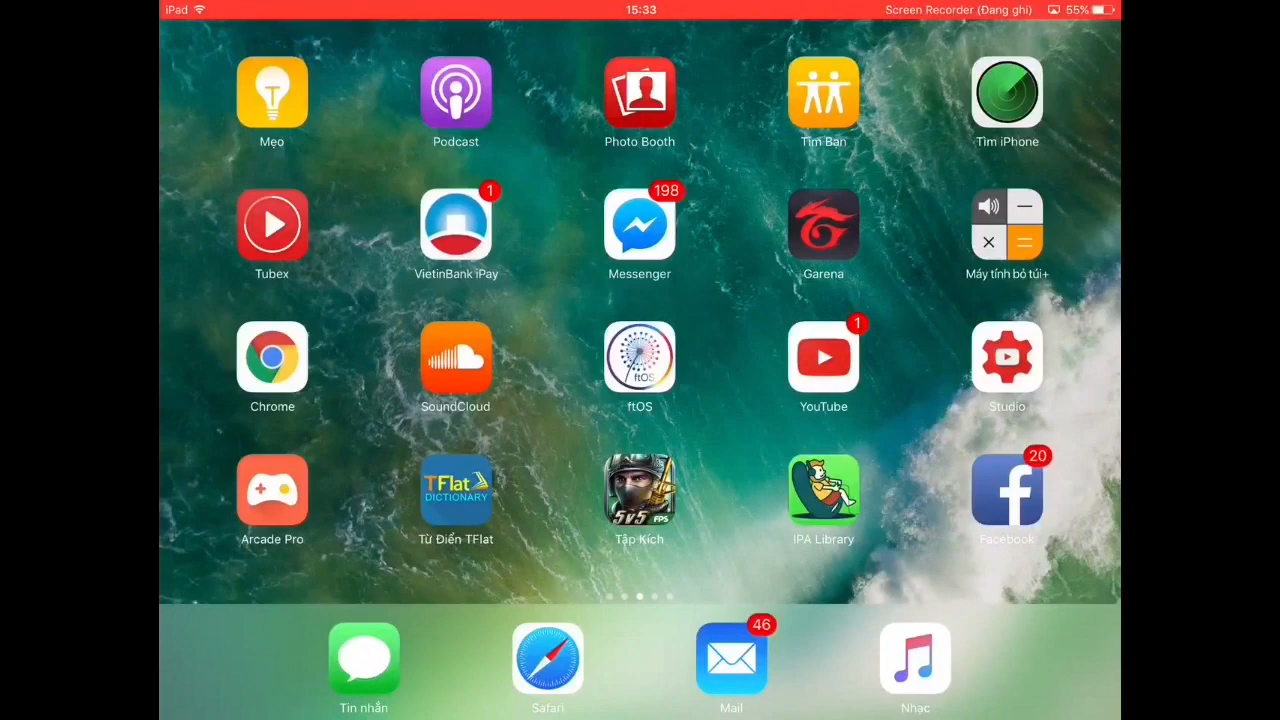 iPad 15:33 Screen Recorder (Đang ghi) 55%
Mẹo Podcast Photo Booth Tìm Bạn Tìm iPhone
1 198
Tubex VietinBank iPay Messenger Garena Máy tính bỏ túi+
ftOS 1
Chrome SoundCloud ftOS YouTube Studio
TFlat
DICTIONARY
5v5 FPS
20
Arcade Pro Từ Điển TFlat Tập Kích IPA Library Facebook
46
Tin nhắn Safari Mail Nhạc